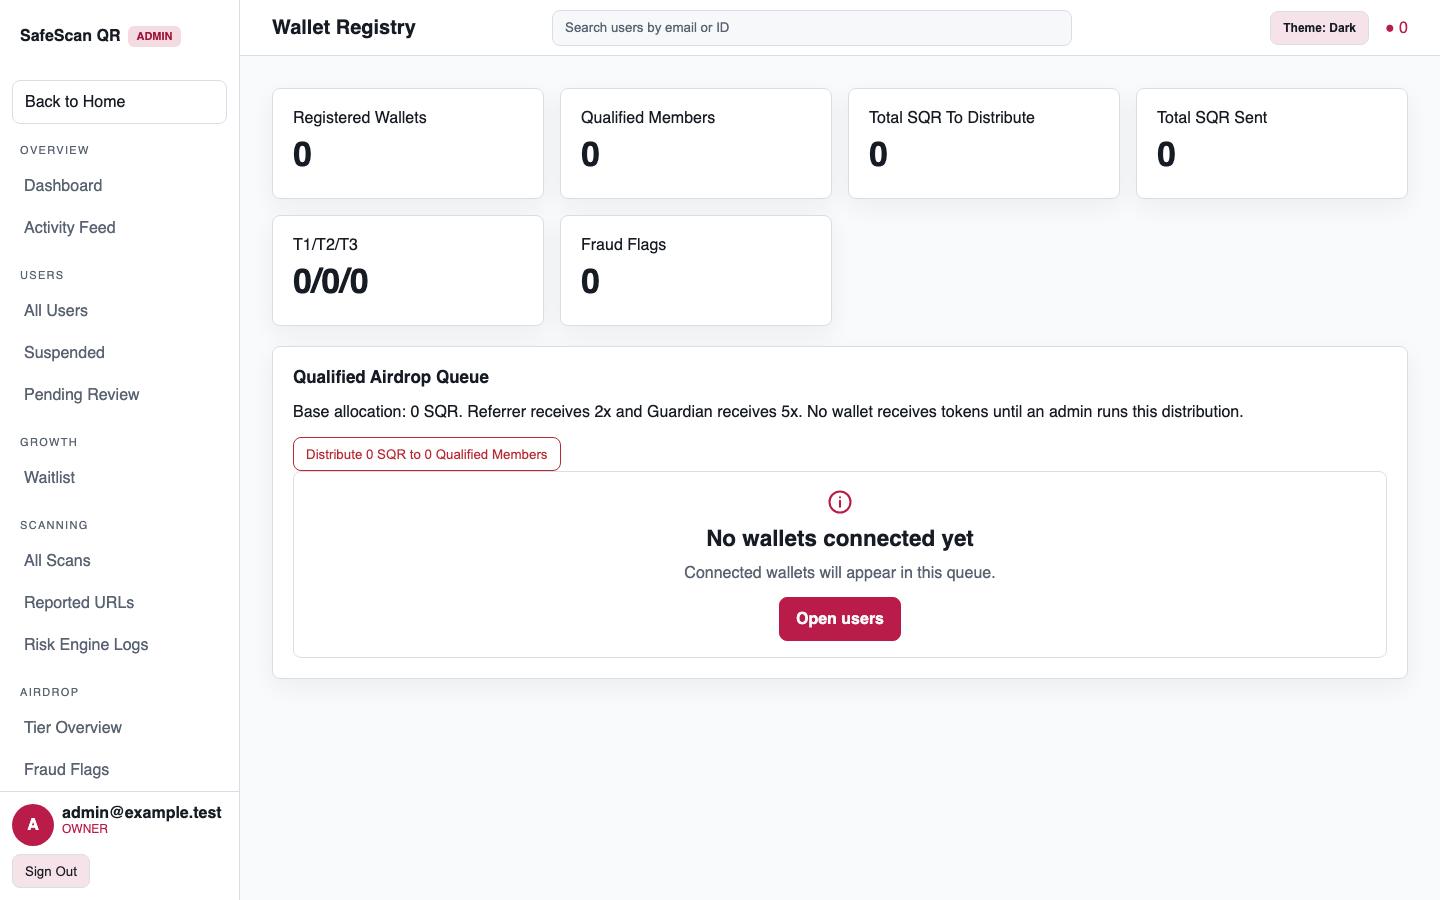 SafeScan QR ADMIN
Back to Home
OVERVIEW
Dashboard
Activity Feed
USERS
All Users
Suspended
Pending Review
GROWTH
Waitlist
SCANNING
All Scans
Reported URLs
Risk Engine Logs
AIRDROP
Tier Overview
Fraud Flags
A
admin@example.test
OWNER
Sign Out
Wallet Registry
Search users by email or ID
Theme: Dark
0
Registered Wallets
0
Qualified Members
0
Total SQR To Distribute
0
Total SQR Sent
0
T1/T2/T3
0/0/0
Fraud Flags
0
Qualified Airdrop Queue
Base allocation: 0 SQR. Referrer receives 2x and Guardian receives 5x. No wallet receives tokens until an admin runs this distribution.
Distribute 0 SQR to 0 Qualified Members
No wallets connected yet
Connected wallets will appear in this queue.
Open users